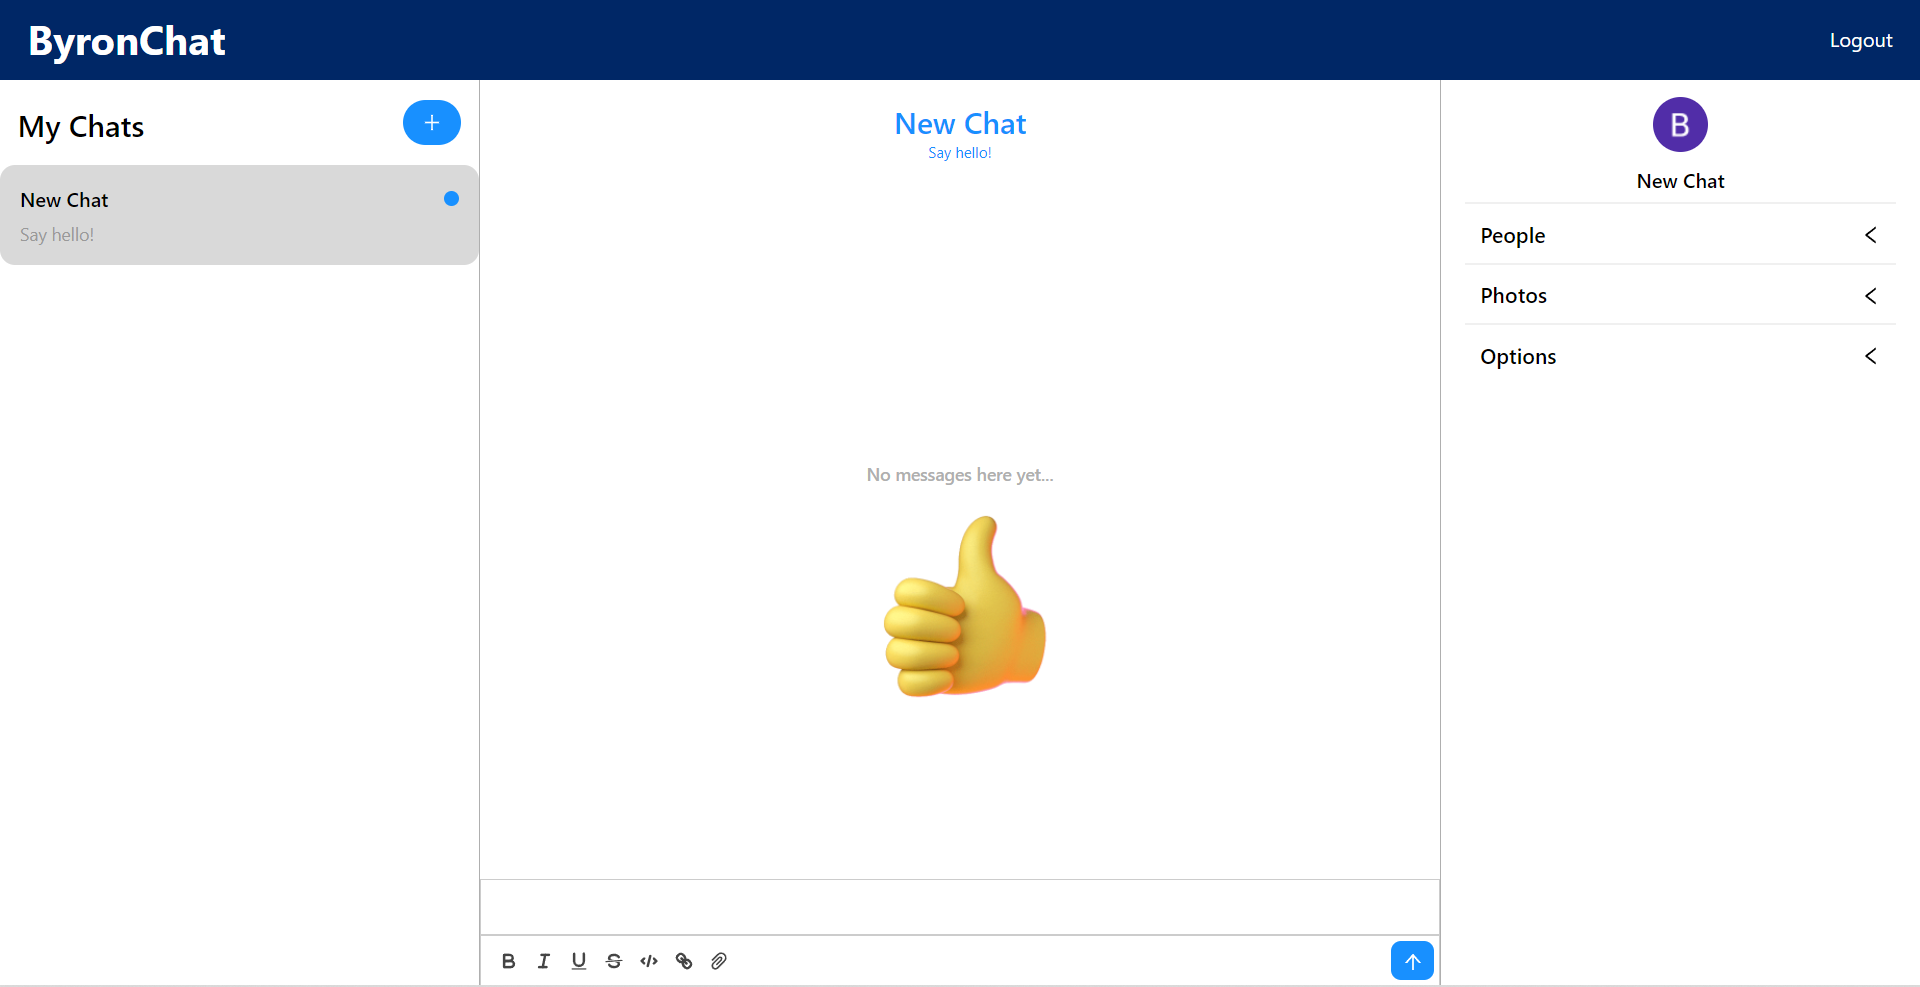 ByronChat
Logout
My Chats
+
New Chat
Say hello!
New Chat
Say hello!
No messages here yet...
B I U S </>
B
New Chat
People
Photos
Options